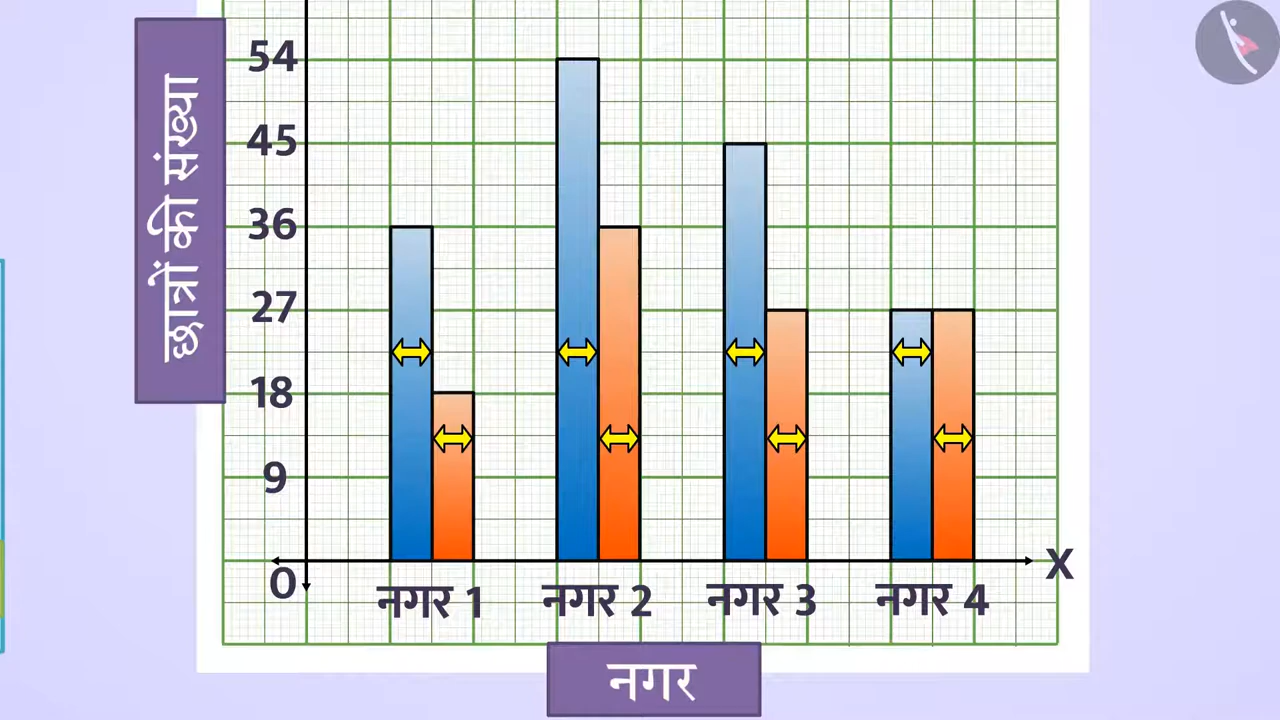 छात्रों की संख्या
54
45
36
27
18
9
0
X
नगर 1
नगर 2
नगर 3
नगर 4
नगर